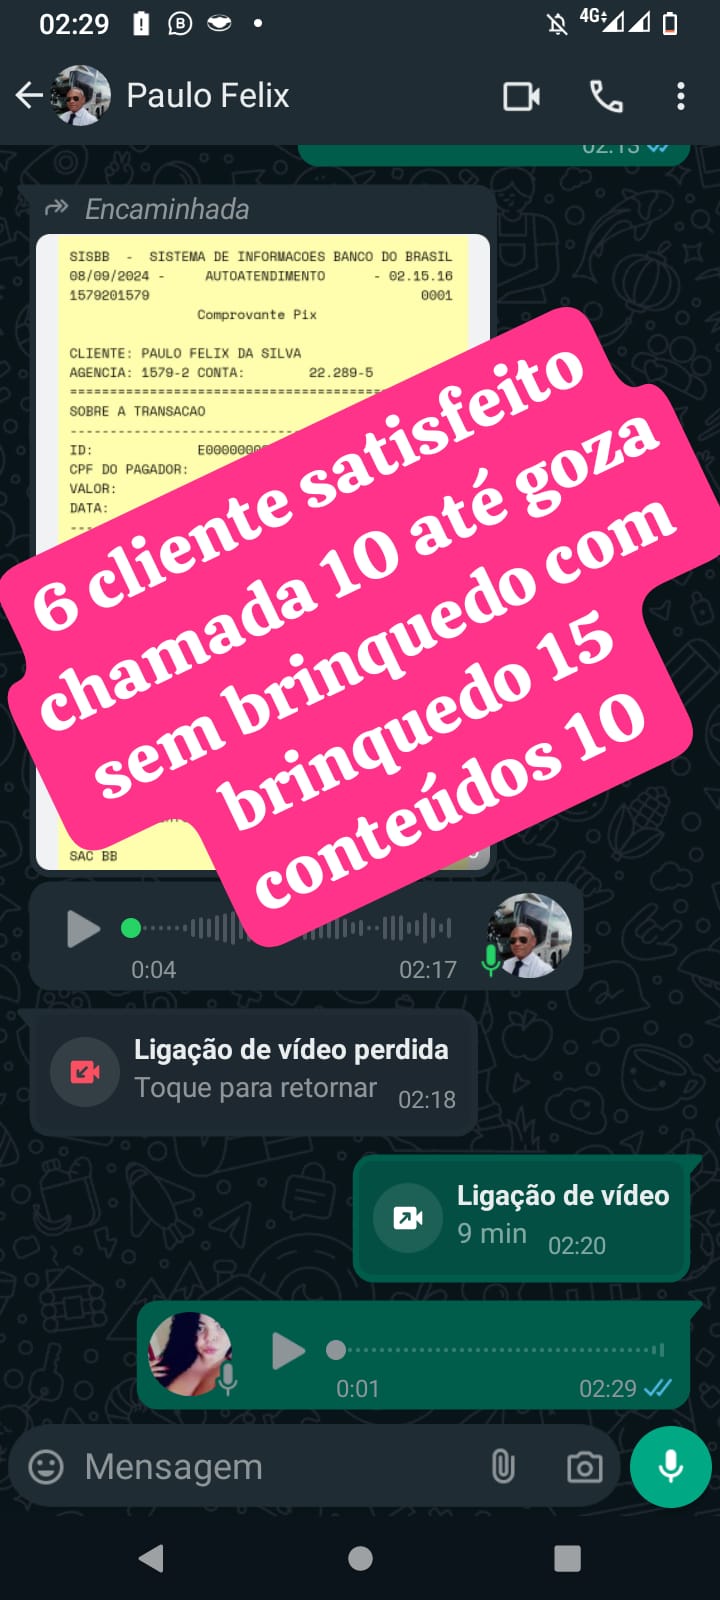 02:29
4G
Paulo Felix
02:13
Encaminhada
SISBB - SISTEMA DE INFORMACOES BANCO DO BRASIL
08/09/2024 - AUTOATENDIMENTO - 02.15.16
1579201579 0001
Comprovante Pix
CLIENTE: PAULO FELIX DA SILVA
AGENCIA: 1579-2 CONTA: 22.289-5
SOBRE A TRANSACAO
ID:
CPF DO PAGADOR:
VALOR:
DATA:
6 cliente satisfeito
chamada 10 até goza
sem brinquedo com
brinquedo 15
conteúdos 10
SAC BB
0:04 02:17
Ligação de vídeo perdida
Toque para retornar 02:18
Ligação de vídeo
9 min 02:20
0:01 02:29
Mensagem